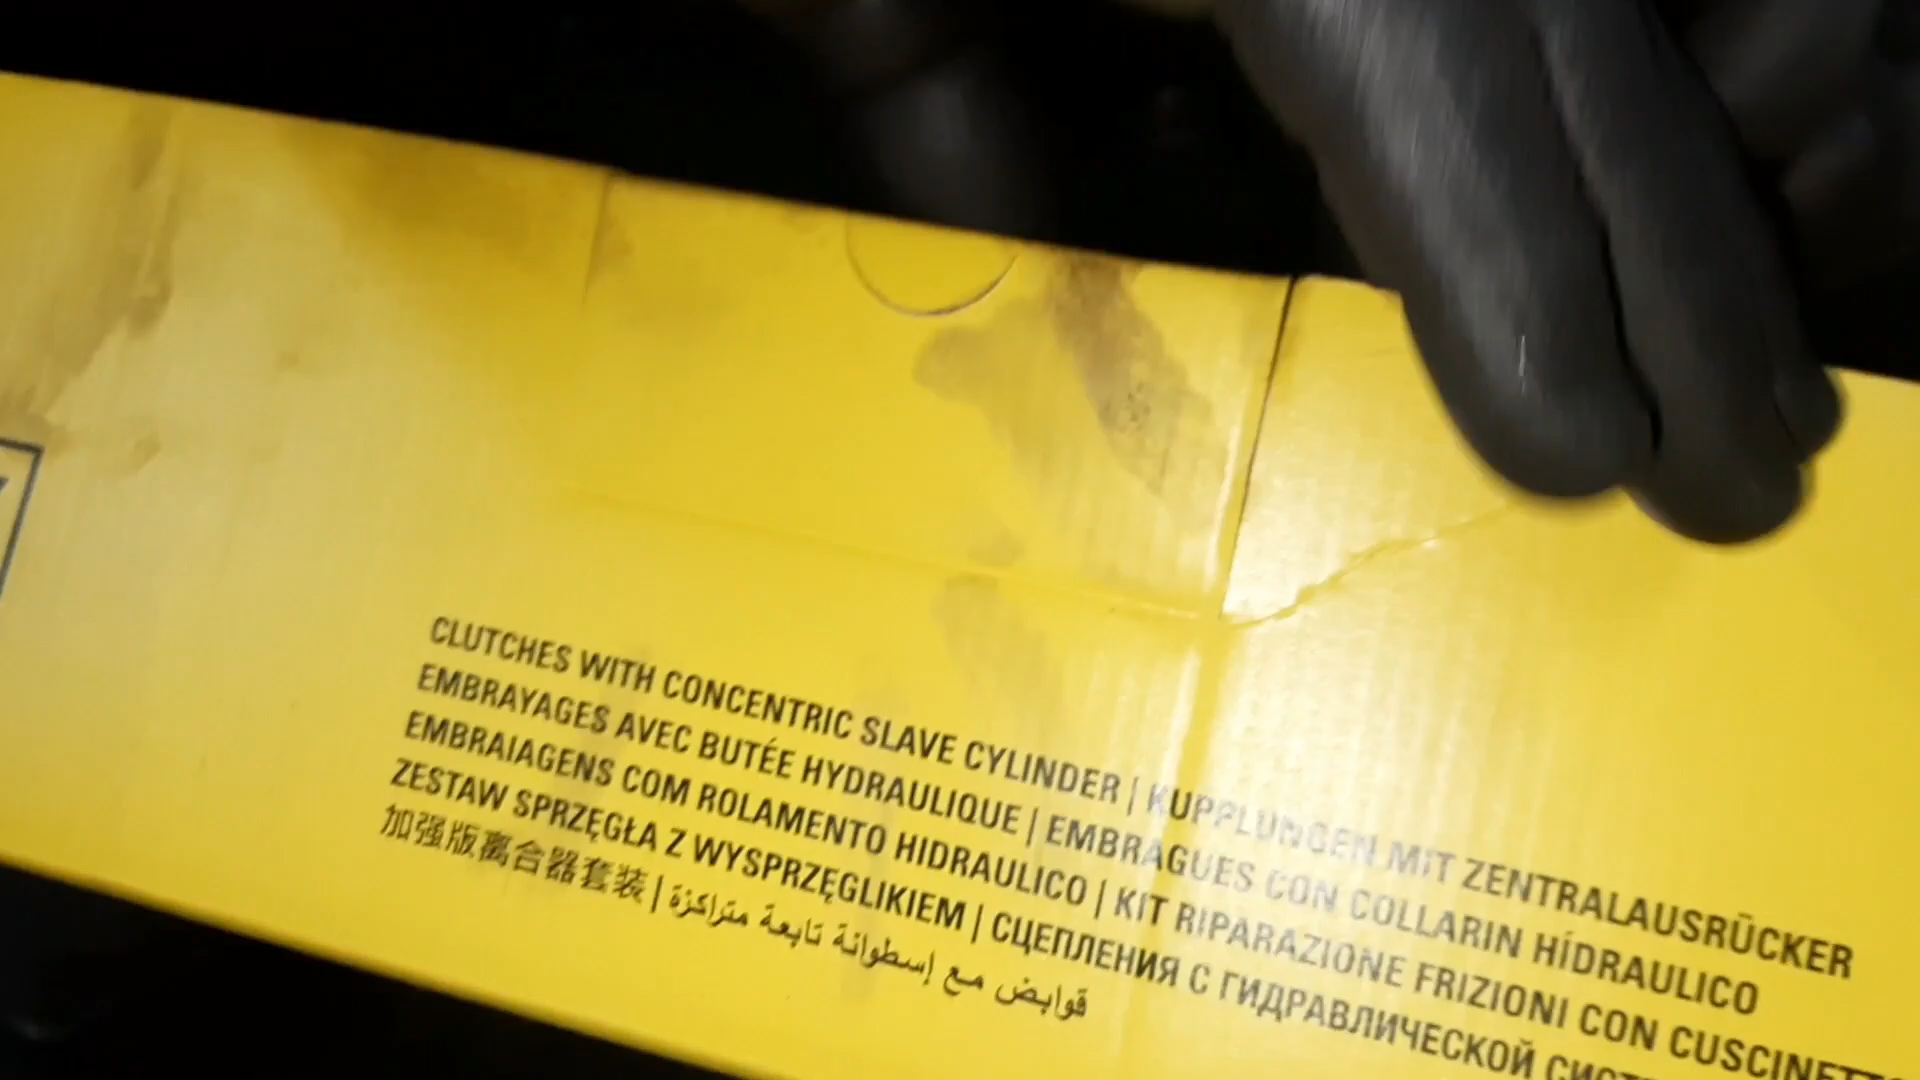 CLUTCHES WITH CONCENTRIC SLAVE CYLINDER | KUPPLUNGEN MIT ZENTRALAUSRÜCKER
EMBRAYAGES AVEC BUTÉE HYDRAULIQUE | EMBRAGUES CON COLLARIN HÍDRAULICO
EMBRAIAGENS COM ROLAMENTO HIDRAULICO | KIT RIPARAZIONE FRIZIONI CON
ZESTAW SPRZĘGŁA Z WYSPRZĘGLIKIEM | СЦЕПЛЕНИЯ С ГИДРАВЛИЧЕСКОЙ
加强版离合器套装 | قوابض مع إسطوانة تابعة متراكزة